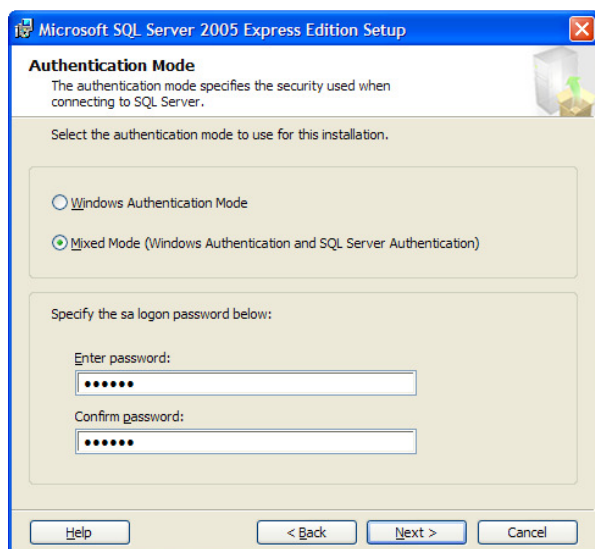 Microsoft SQL Server 2005 Express Edition Setup
Authentication Mode
The authentication mode specifies the security used when
connecting to SQL Server.
Select the authentication mode to use for this installation.
Windows Authentication Mode
Mixed Mode (Windows Authentication and SQL Server Authentication)
Specify the sa logon password below:
Enter password:
••••••
Confirm password:
••••••
Help
< Back
Next >
Cancel